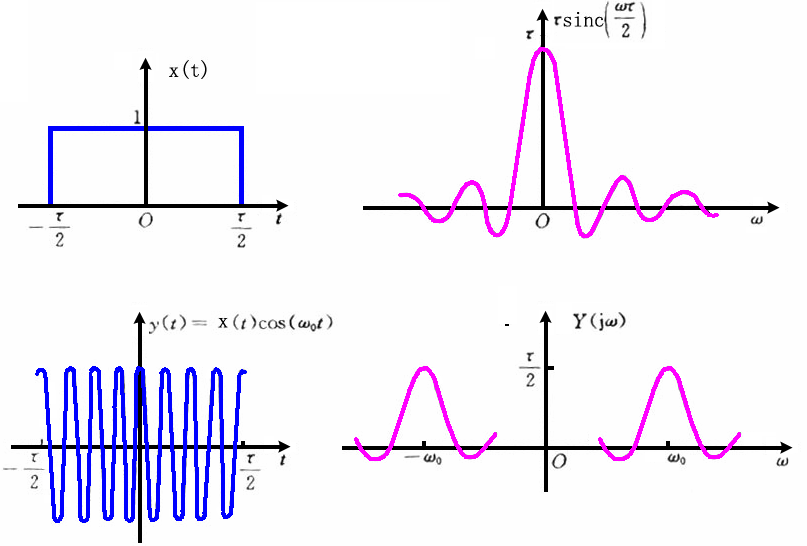 x(t)
1
-τ/2
O
τ/2
t
τsinc(ωτ/2)
τ
O
ω
y(t)= x(t)cos(ω₀t)
-τ/2
τ/2
t
Y(jω)
τ/2
-ω₀
O
ω₀
ω